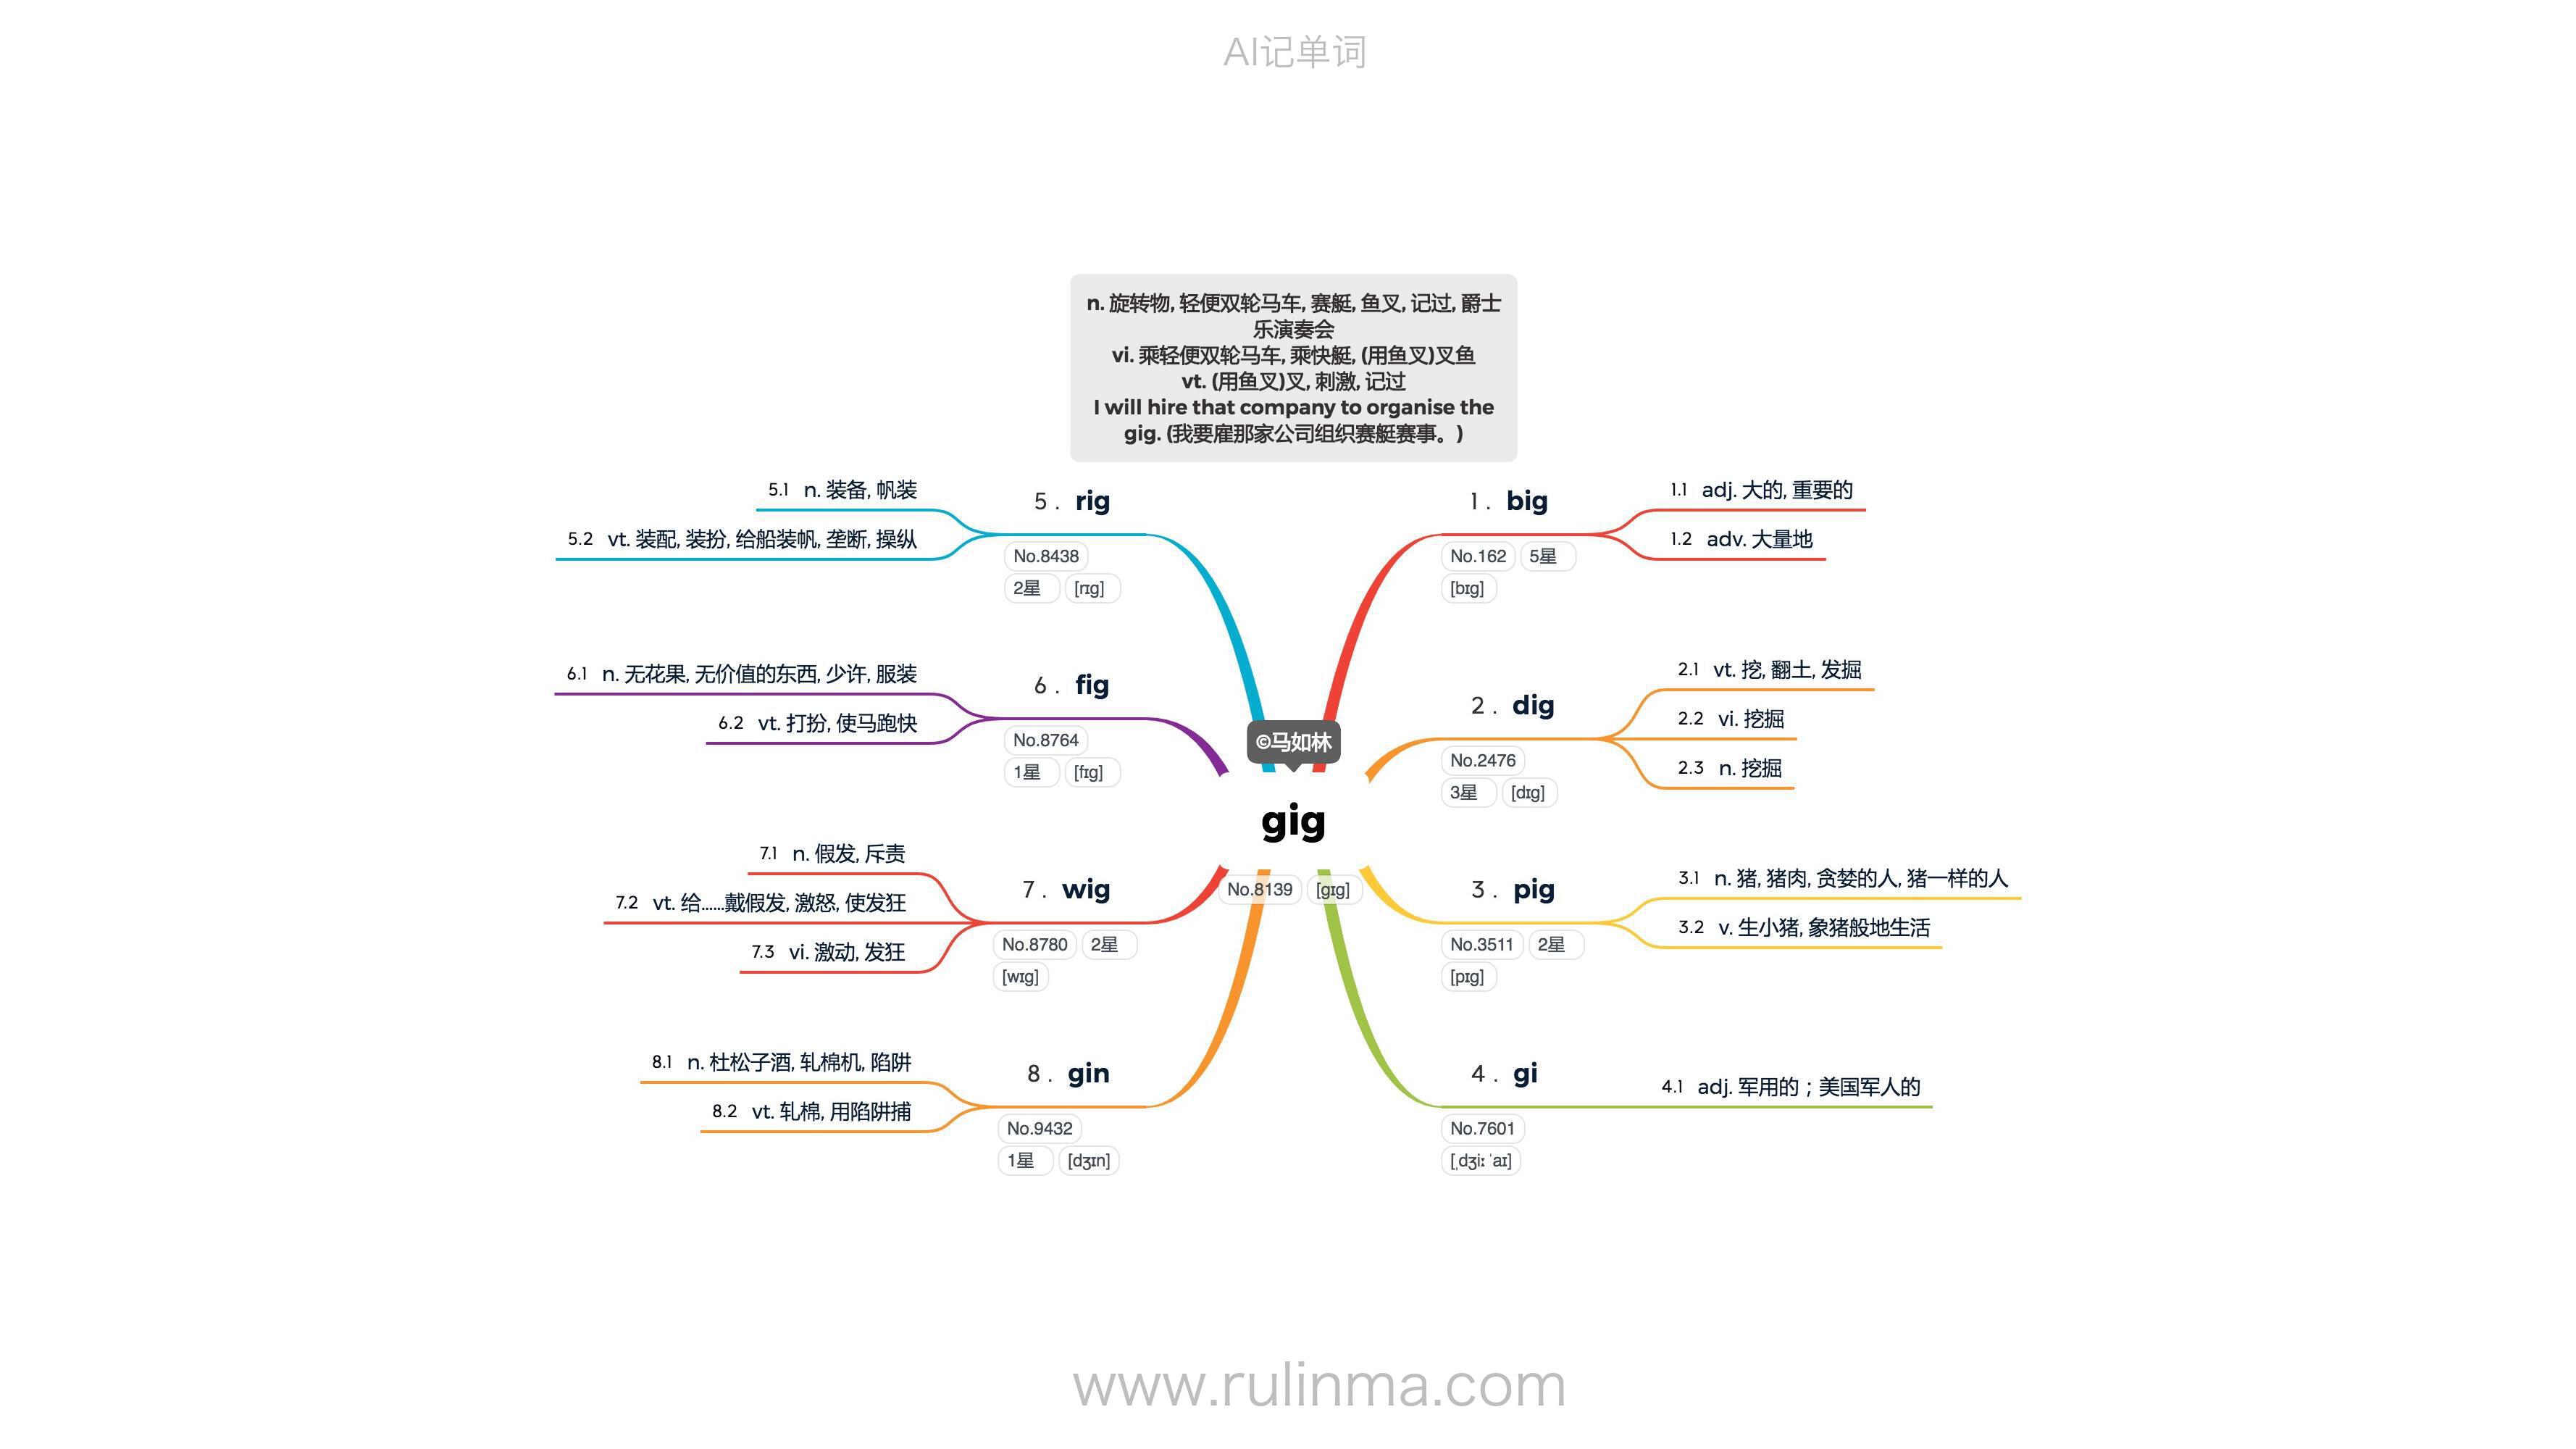 AI记单词
n. 旋转物, 轻便双轮马车, 赛艇, 鱼叉, 记过, 爵士
乐演奏会
vi. 乘轻便双轮马车, 乘快艇, (用鱼叉)叉鱼
vt. (用鱼叉)叉, 刺激, 记过
I will hire that company to organise the
gig. (我要雇那家公司组织赛艇赛事。)
©马如林
gig
No.8139 [gɪg]
1. big
No.162 5星
[bɪg]
1.1 adj. 大的, 重要的
1.2 adv. 大量地
2. dig
No.2476
3星 [dɪg]
2.1 vt. 挖, 翻土, 发掘
2.2 vi. 挖掘
2.3 n. 挖掘
3. pig
No.3511 2星
[pɪg]
3.1 n. 猪, 猪肉, 贪婪的人, 猪一样的人
3.2 v. 生小猪, 象猪般地生活
4. gi
No.7601
[ˌdʒiː ˈaɪ]
4.1 adj. 军用的；美国军人的
5. rig
No.8438
2星 [rɪg]
5.1 n. 装备, 帆装
5.2 vt. 装配, 装扮, 给船装帆, 垄断, 操纵
6. fig
No.8764
1星 [fɪg]
6.1 n. 无花果, 无价值的东西, 少许, 服装
6.2 vt. 打扮, 使马跑快
7. wig
No.8780 2星
[wɪg]
7.1 n. 假发, 斥责
7.2 vt. 给……戴假发, 激怒, 使发狂
7.3 vi. 激动, 发狂
8. gin
No.9432
1星 [dʒɪn]
8.1 n. 杜松子酒, 轧棉机, 陷阱
8.2 vt. 轧棉, 用陷阱捕
www.rulinma.com